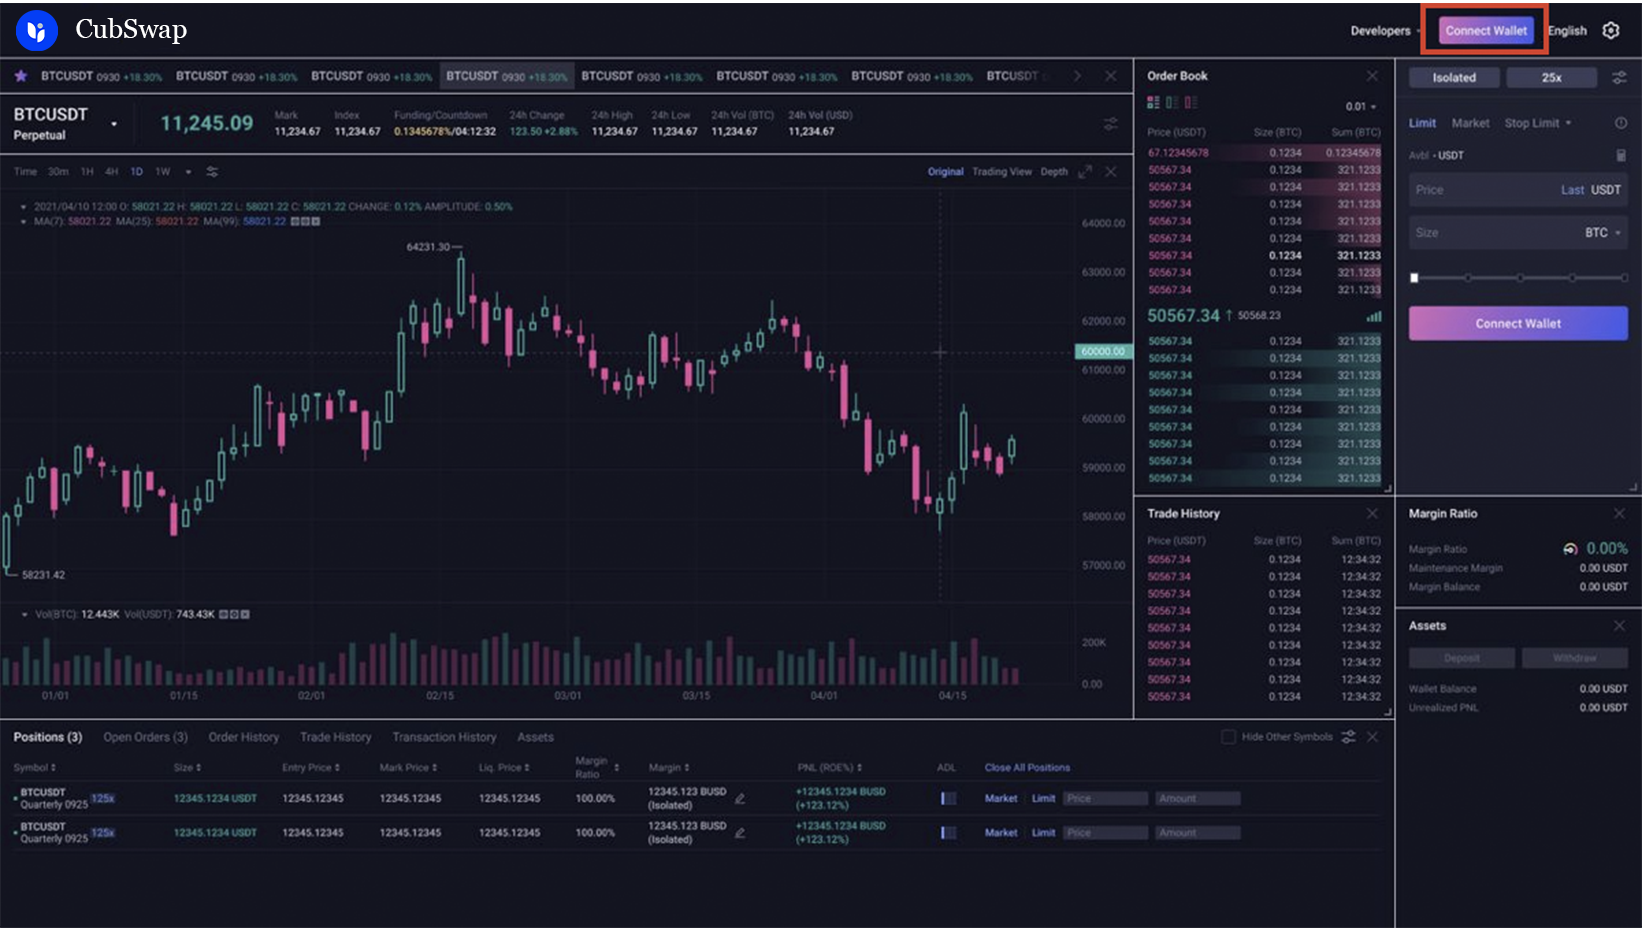 CubSwap
Developers Connect Wallet English
BTCUSDT 0930 +18.30% BTCUSDT 0930 +18.30% BTCUSDT 0930 +18.30% BTCUSDT 0930 +18.30% BTCUSDT 0930 +18.30% BTCUSDT 0930 +18.30% BTCUSDT 0930 +18.30% BTCUSDT
BTCUSDT
Perpetual
11,245.09
Mark Index Funding/Countdown 24h Change 24h High 24h Low 24h Vol (BTC) 24h Vol (USD)
11,234.67 11,234.67 0.1345678%/04:12:32 123.50 +2.88% 11,234.67 11,234.67 11,234.67 11,234.67
Time 30m 1H 4H 1D 1W Original Trading View Depth
2021/04/10 12:00 O: 58021.22 H: 58021.22 L: 58021.22 C: 58021.22 CHANGE: 0.12% AMPLITUDE: 0.50%
MA(7): 58021.22 MA(25): 58021.22 MA(99): 58021.22
64231.30
58231.42
64000.00
63000.00
62000.00
60000.00
61000.00
60000.00
59000.00
58000.00
57000.00
Vol(BTC): 12.443K Vol(USDT): 743.43K
200K
0.00
01/01 01/15 02/01 02/15 03/01 03/15 04/01 04/15
Order Book
0.01
Price (USDT) Size (BTC) Sum (BTC)
67.12345678 0.1234 0.12345678
50567.34 0.1234 321.1233
50567.34 0.1234 321.1233
50567.34 0.1234 321.1233
50567.34 0.1234 321.1233
50567.34 0.1234 321.1233
50567.34 0.1234 321.1233
50567.34 0.1234 321.1233
50567.34 0.1234 321.1233
50567.34 ↑ 50568.23
50567.34 0.1234 321.1233
50567.34 0.1234 321.1233
50567.34 0.1234 321.1233
50567.34 0.1234 321.1233
50567.34 0.1234 321.1233
50567.34 0.1234 321.1233
50567.34 0.1234 321.1233
50567.34 0.1234 321.1233
50567.34 0.1234 321.1233
Trade History
Price (USDT) Size (BTC) Sum (BTC)
50567.34 0.1234 12:34:32
50567.34 0.1234 12:34:32
50567.34 0.1234 12:34:32
50567.34 0.1234 12:34:32
50567.34 0.1234 12:34:32
50567.34 0.1234 12:34:32
50567.34 0.1234 12:34:32
50567.34 0.1234 12:34:32
50567.34 0.1234 12:34:32
Isolated 25x
Limit Market Stop Limit
Avbl - USDT
Price Last USDT
Size BTC
Connect Wallet
Margin Ratio
Margin Ratio 0.00%
Maintenance Margin 0.00 USDT
Margin Balance 0.00 USDT
Assets
Deposit Withdraw
Wallet Balance 0.00 USDT
Unrealized PNL 0.00 USDT
Positions (3) Open Orders (3) Order History Trade History Transaction History Assets Hide Other Symbols
Symbol Size Entry Price Mark Price Liq. Price Margin Ratio Margin PNL (ROE%) ADL Close All Positions
BTCUSDT
Quarterly 0925 125x 12345.1234 USDT 12345.12345 12345.12345 12345.12345 100.00% 12345.123 BUSD (Isolated) +12345.1234 BUSD (+123.12%) Market Limit Price Amount
BTCUSDT
Quarterly 0925 125x 12345.1234 USDT 12345.12345 12345.12345 12345.12345 100.00% 12345.123 BUSD (Isolated) +12345.1234 BUSD (+123.12%) Market Limit Price Amount